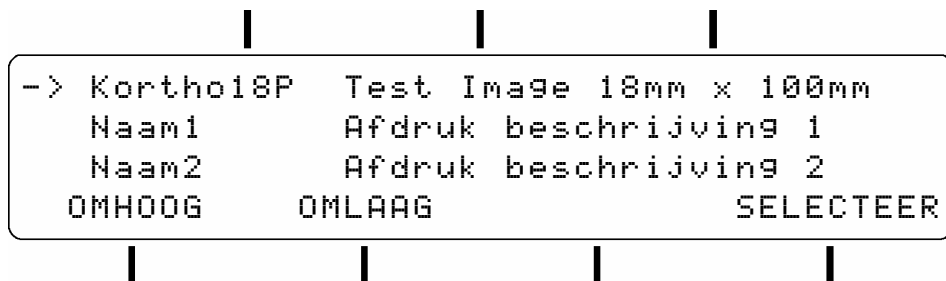 -> Kortho18P Test Image 18mm x 100mm
Naam1 Afdruk beschrijving 1
Naam2 Afdruk beschrijving 2
OMHOOG OMLAAG SELECTEER